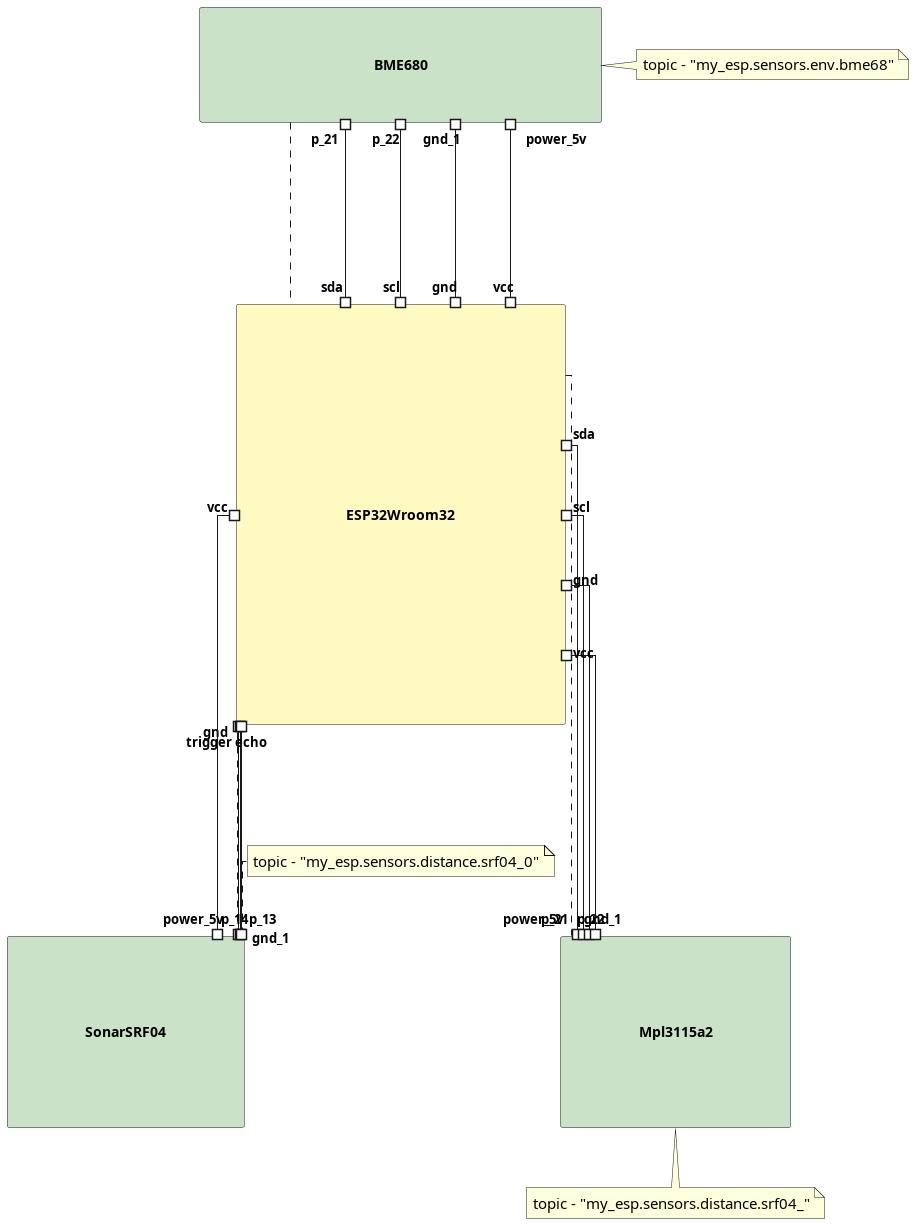 BME680
topic - "my_esp.sensors.env.bme68"
p_21
p_22
gnd_1
power_5v
sda
scl
gnd
vcc
sda
vcc
ESP32Wroom32
scl
gnd
vcc
gnd
trigger echo
topic - "my_esp.sensors.distance.srf04_0"
power_5v
p_14
p_13
gnd_1
power_5v
p_21
p_22
gnd_1
SonarSRF04
Mpl3115a2
topic - "my_esp.sensors.distance.srf04_"